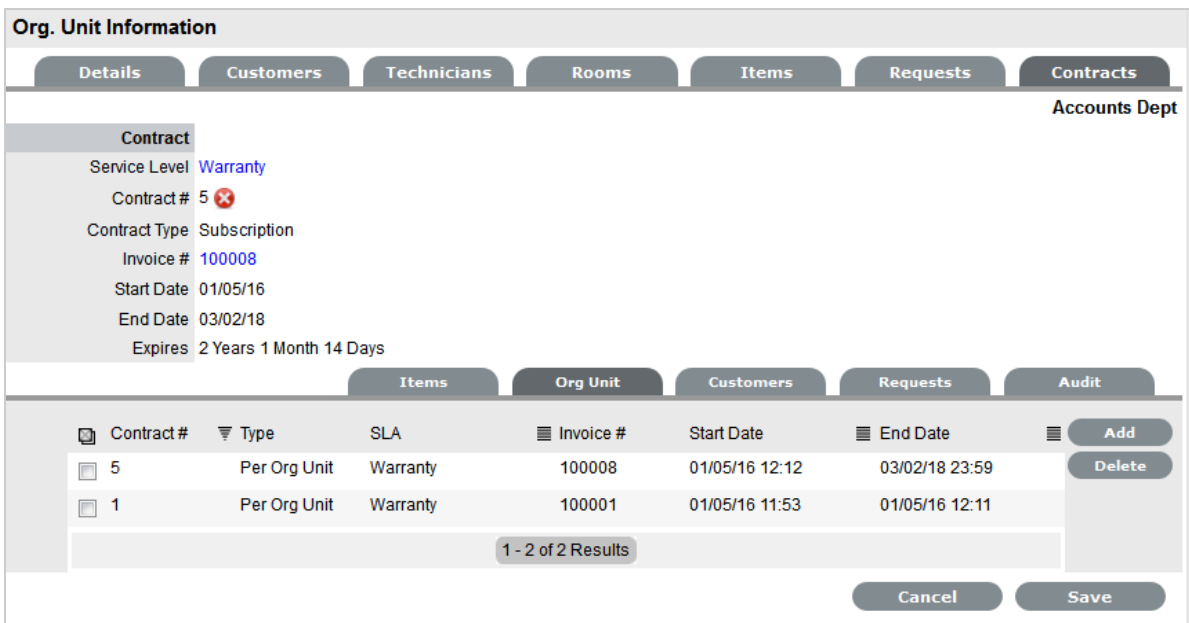 Org. Unit Information
Details Customers Technicians Rooms Items Requests Contracts
Accounts Dept
Contract
Service Level Warranty
Contract # 5
Contract Type Subscription
Invoice # 100008
Start Date 01/05/16
End Date 03/02/18
Expires 2 Years 1 Month 14 Days
Items Org Unit Customers Requests Audit
Contract # Type SLA Invoice # Start Date End Date Add
5 Per Org Unit Warranty 100008 01/05/16 12:12 03/02/18 23:59 Delete
1 Per Org Unit Warranty 100001 01/05/16 11:53 01/05/16 12:11
1 - 2 of 2 Results
Cancel Save